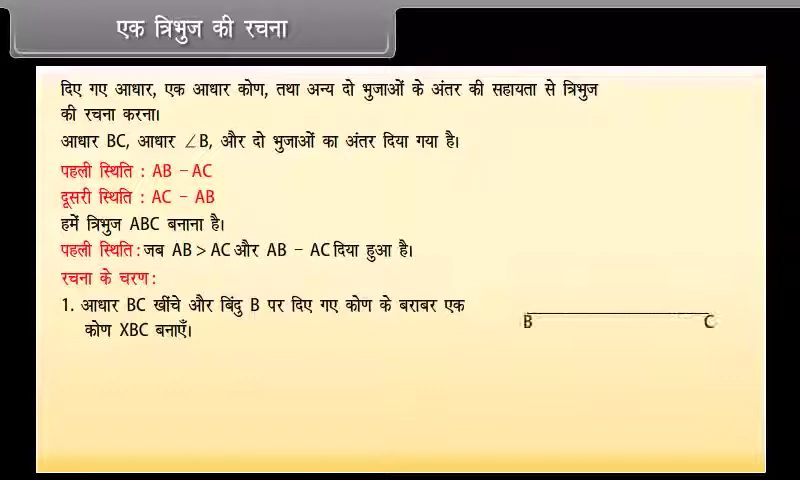 एक त्रिभुज की रचना
दिए गए आधार, एक आधार कोण, तथा अन्य दो भुजाओं के अंतर की सहायता से त्रिभुज
की रचना करना।
आधार BC, आधार ∠B, और दो भुजाओं का अंतर दिया गया है।
पहली स्थिति : AB – AC
दूसरी स्थिति : AC – AB
हमें त्रिभुज ABC बनाना है।
पहली स्थिति : जब AB > AC और AB – AC दिया हुआ है।
रचना के चरण :
1. आधार BC खींचे और बिंदु B पर दिए गए कोण के बराबर एक
कोण XBC बनाएँ।
B C